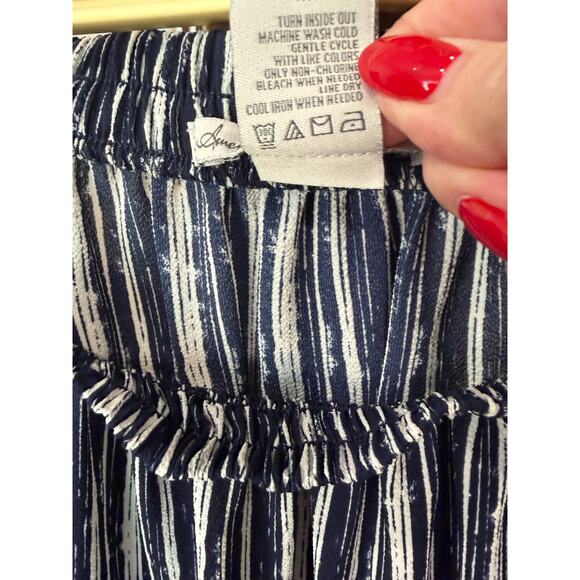 TURN INSIDE OUT
MACHINE WASH COLD
GENTLE CYCLE
WITH LIKE COLORS
ONLY NON-CHLORINE
BLEACH WHEN NEEDED
LINE DRY
COOL IRON WHEN NEEDED
Ame